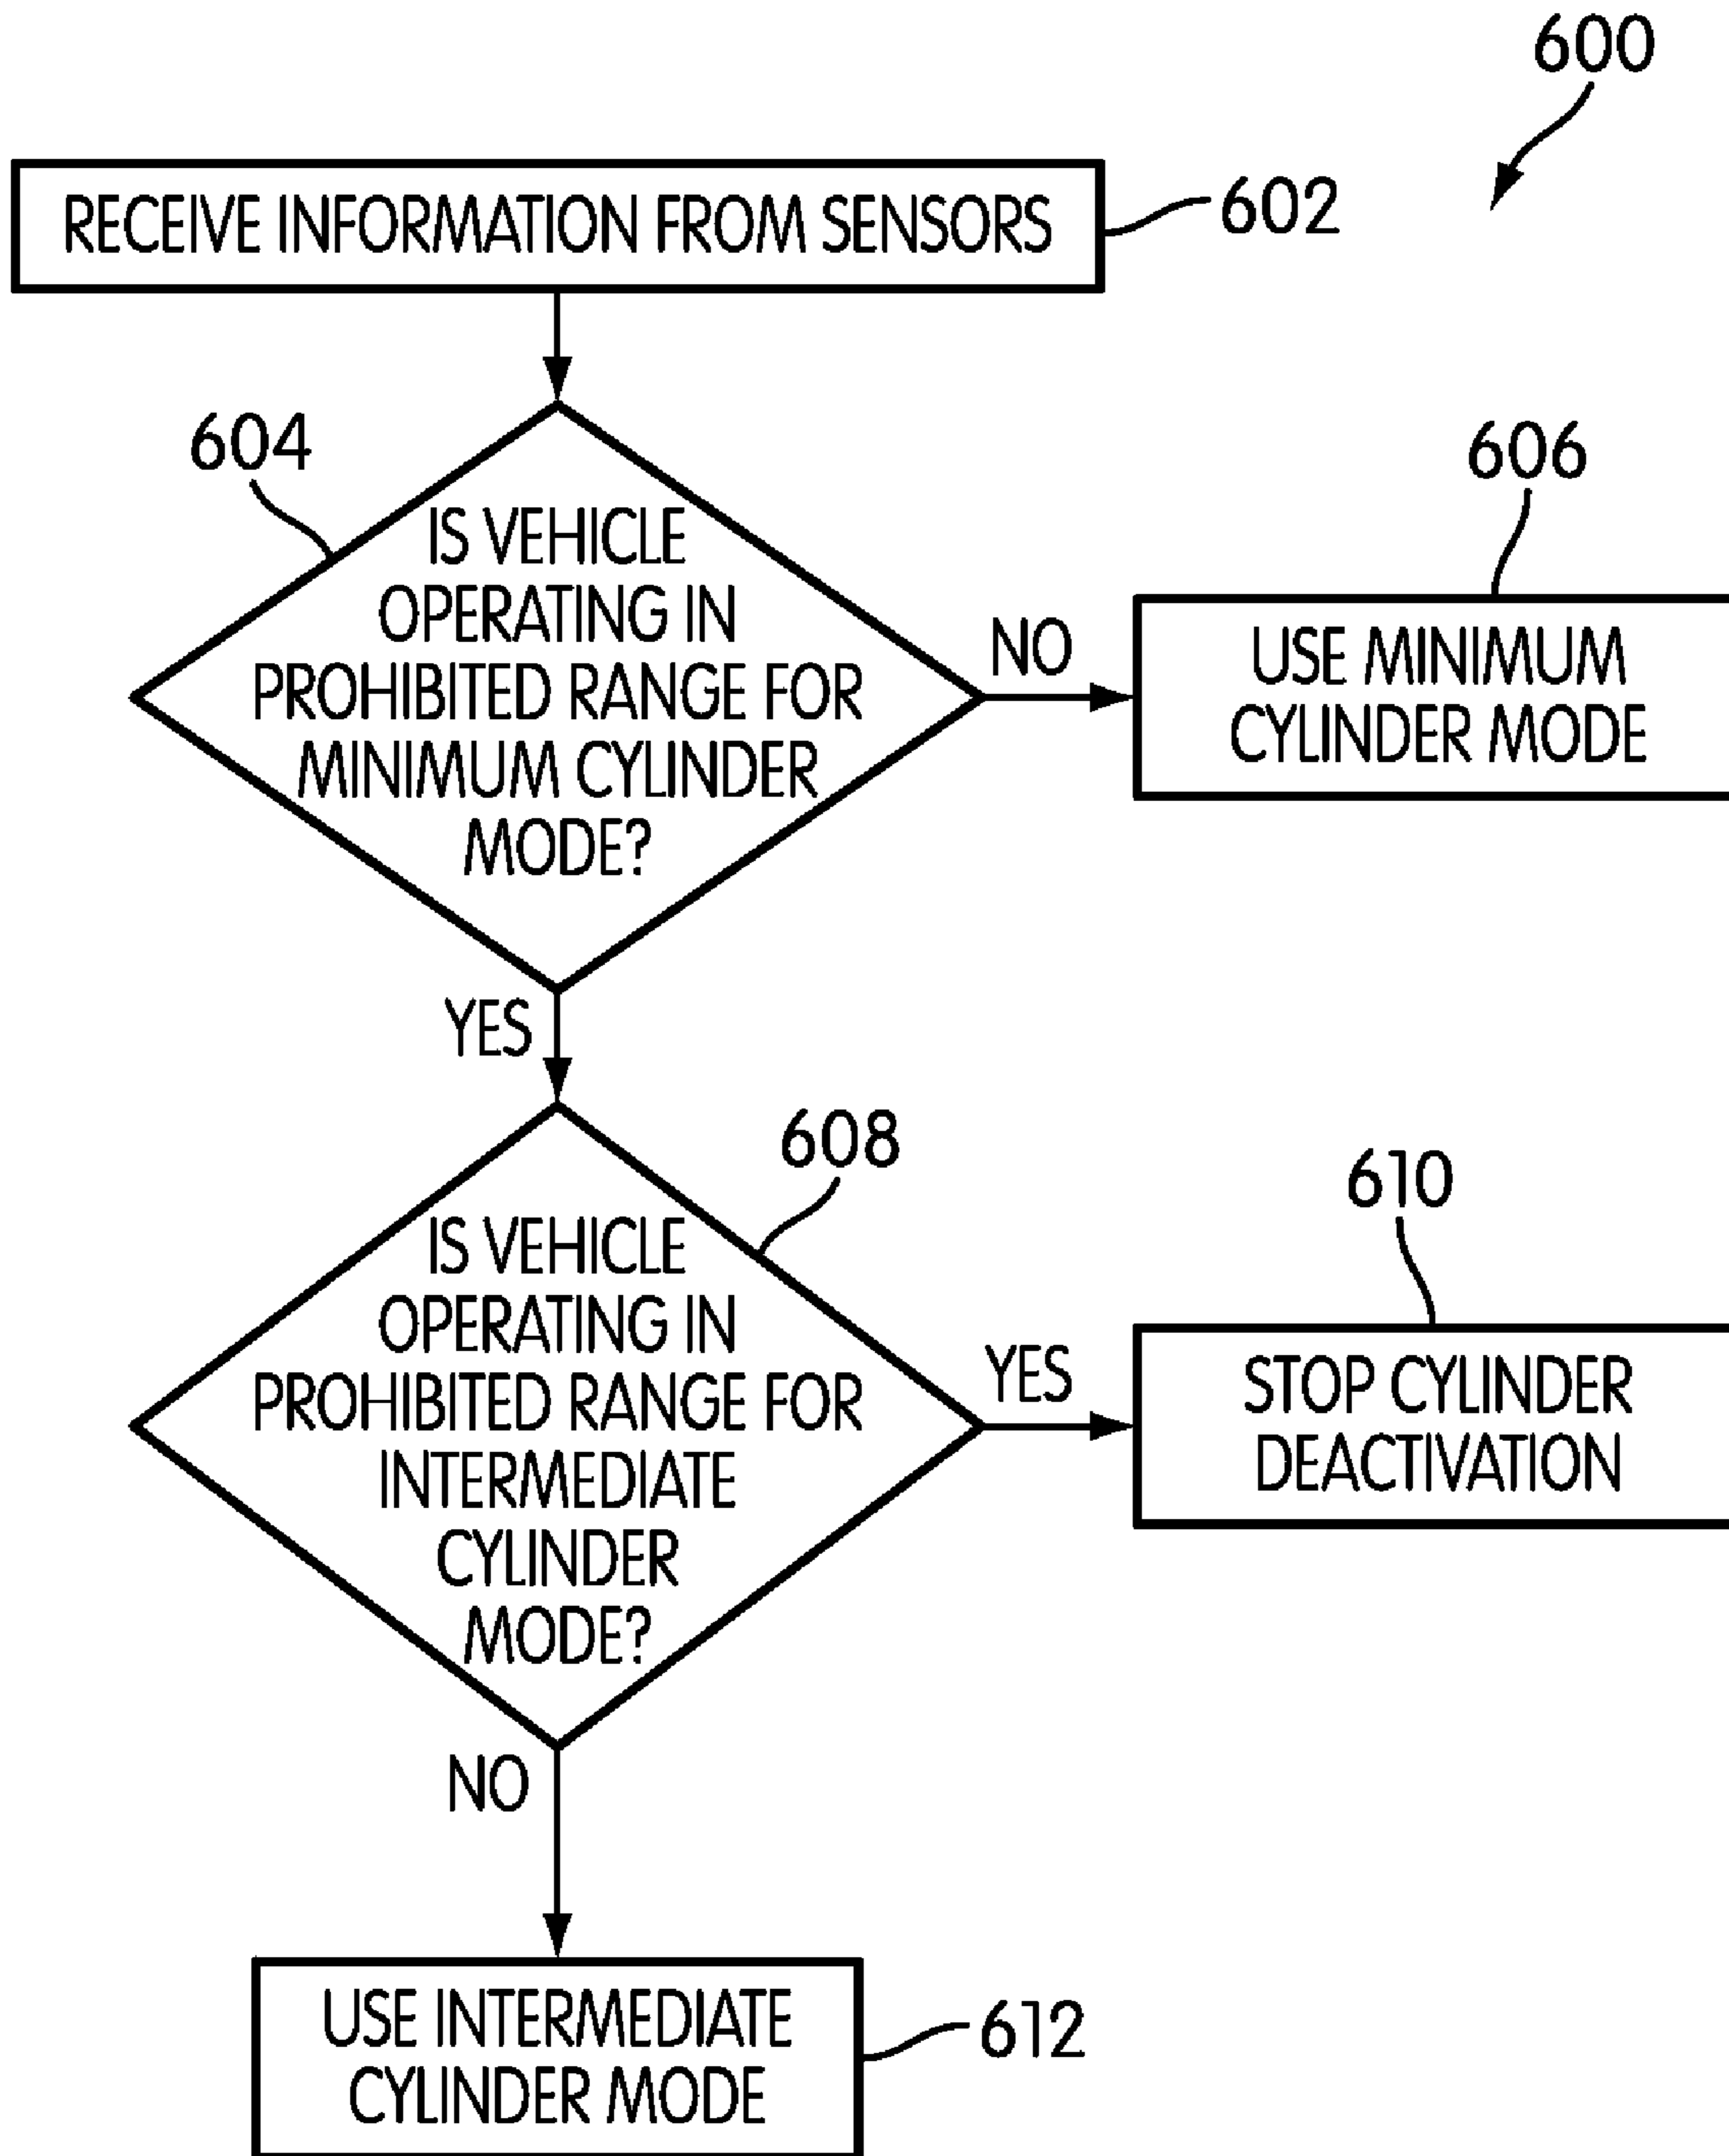 600
RECEIVE INFORMATION FROM SENSORS
602
604
IS VEHICLE
OPERATING IN
PROHIBITED RANGE FOR
MINIMUM CYLINDER
MODE?
NO
606
USE MINIMUM
CYLINDER MODE
YES
608
IS VEHICLE
OPERATING IN
PROHIBITED RANGE FOR
INTERMEDIATE
CYLINDER
MODE?
YES
610
STOP CYLINDER
DEACTIVATION
NO
USE INTERMEDIATE
CYLINDER MODE
612